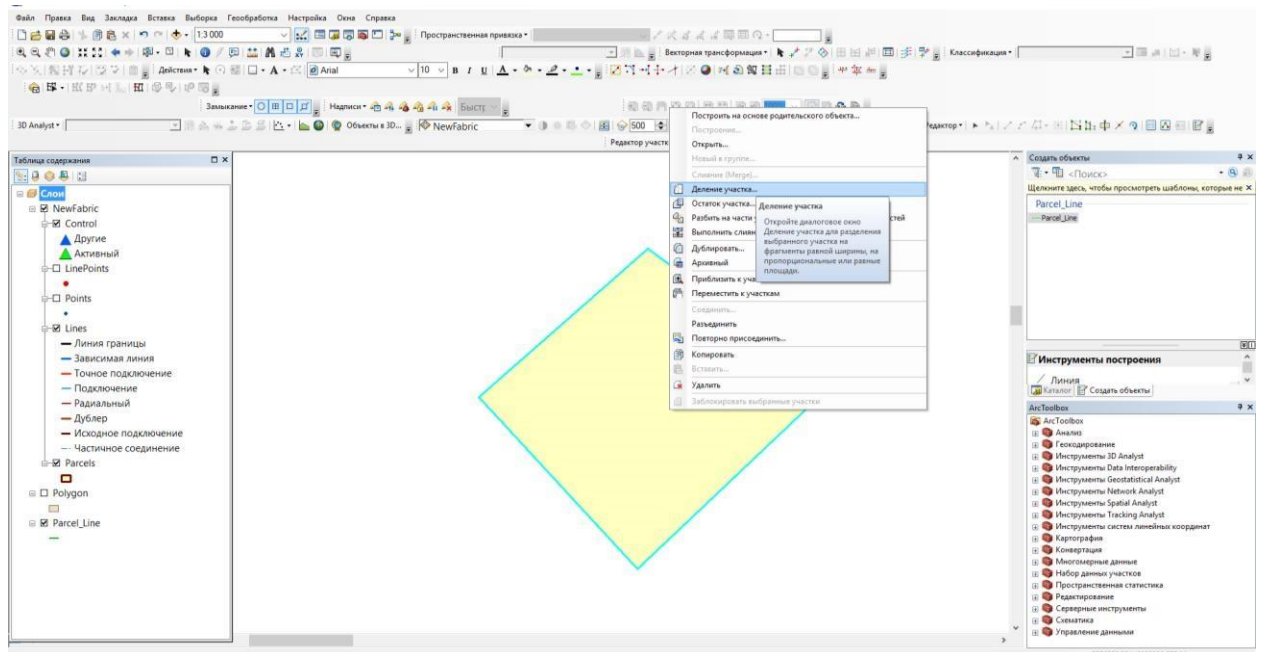 Файл Правка Вид Закладка Вставка Выборка Геообработка Настройка Окна Справка
1:3 000
Пространственная привязка
Векторная трансформация
Классификация
Действия
A
Arial
10
B I U A
Замыкание
Надписи
Быстр
3D Analyst
Объекты в 3D...
NewFabric
500
Редактор
Редактор участк
Таблица содержания
Слои
NewFabric
Control
Другие
Активный
LinePoints
Points
Lines
Линия границы
Зависимая линия
Точное подключение
Подключение
Радиальный
Дублер
Исходное подключение
Частичное соединение
Parcels
Polygon
Parcel_Line
Построить на основе родительского объекта...
Построение...
Открыть...
Новый в группе...
Слияние (Merge)...
Деление участка...
Остаток участка...
Разбить на части
стей
Выполнить слиян
Дублировать...
Архивный
Приблизить к уча
Переместить к участкам
Соединить...
Разъединить
Повторно присоединить...
Копировать
Вставить...
Удалить
Заблокировать выбранные участки
Деление участка
Откройте диалоговое окно
Деление участка для разделения
выбранного участка на
фрагменты равной ширины, на
пропорциональные или равные
площади.
Создать объекты
<Поиск>
Щелкните здесь, чтобы просмотреть шаблоны, которые не
Parcel_Line
Parcel_Line
Инструменты построения
Линия
Каталог Создать объекты
ArcToolbox
ArcToolbox
Анализ
Геокодирование
Инструменты 3D Analyst
Инструменты Data Interoperability
Инструменты Geostatistical Analyst
Инструменты Network Analyst
Инструменты Spatial Analyst
Инструменты Tracking Analyst
Инструменты систем линейных координат
Картография
Конвертация
Многомерные данные
Набор данных участков
Пространственная статистика
Редактирование
Серверные инструменты
Схематика
Управление данными